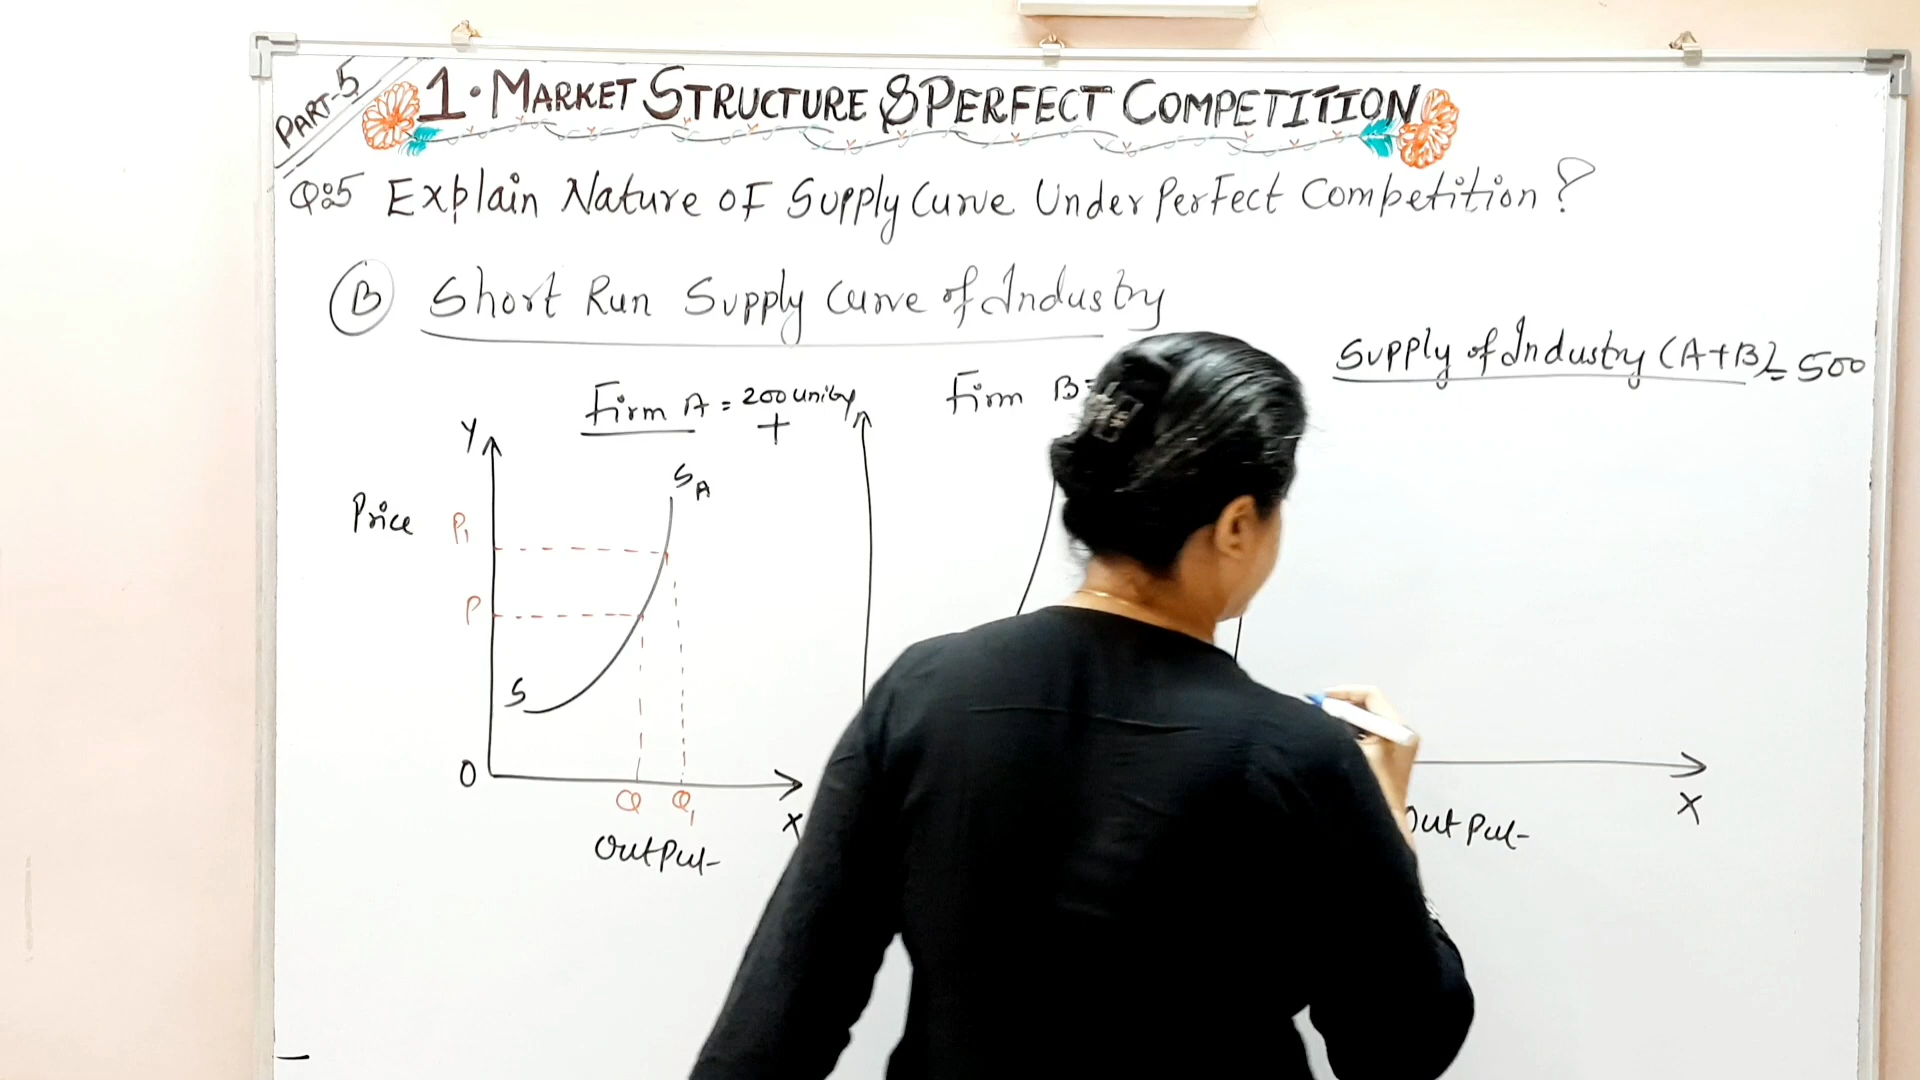 PART-5
1. MARKET STRUCTURE & PERFECT COMPETITION
Q:5 Explain Nature of Supply Curve Under Perfect Competition?
B Short Run Supply Curve of Industry
Supply of Industry (A+B) = 500
Firm A = 200 units
+
Firm B =
Y
S A
Price P1
P
S
O
Q Q1
X
Output
X
Output